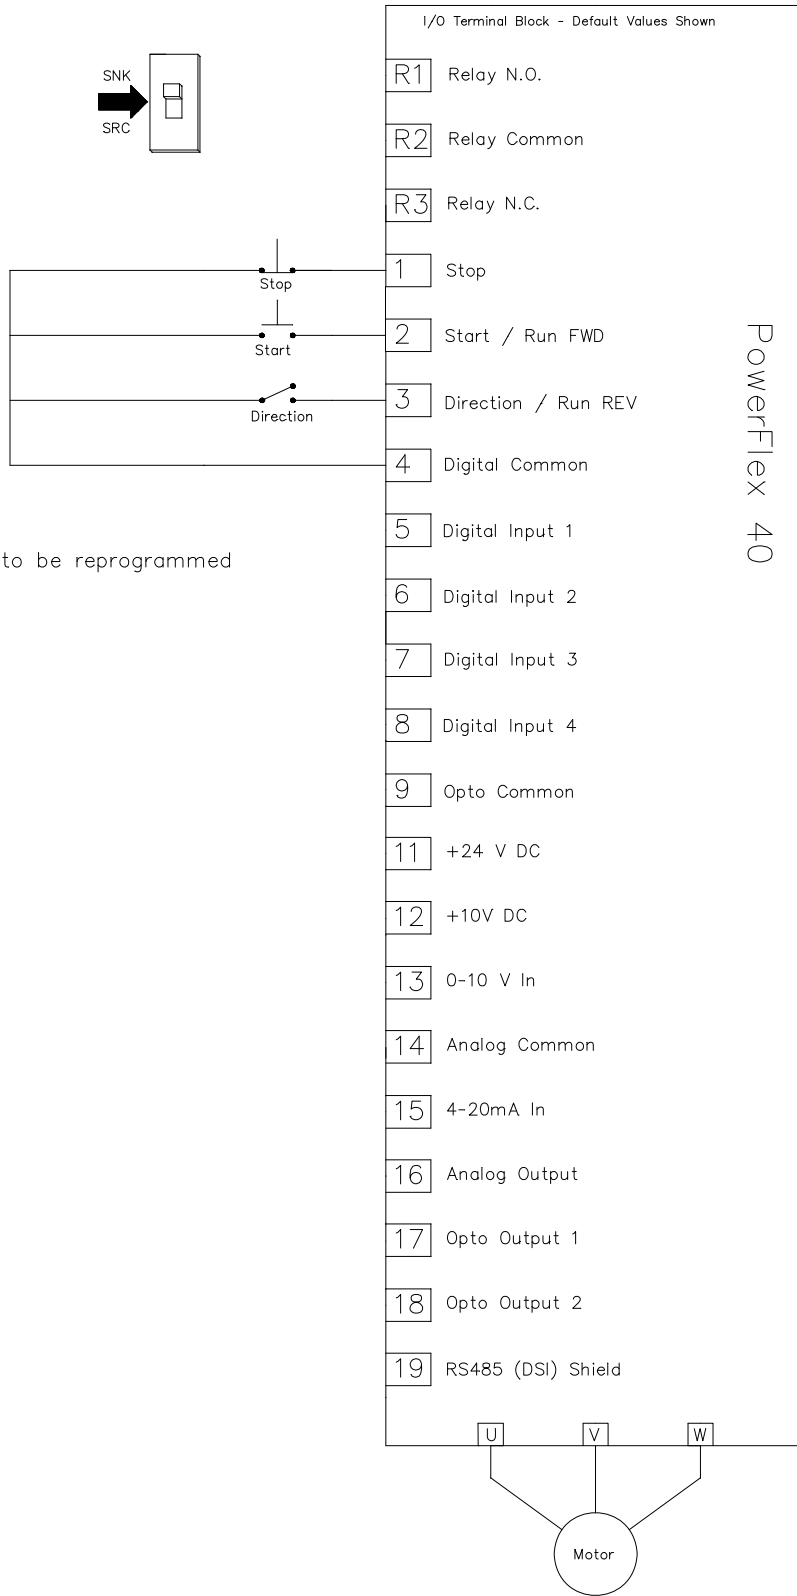 I/O Terminal Block - Default Values Shown
SNK
SRC
R1 Relay N.O.
R2 Relay Common
R3 Relay N.C.
1 Stop
Stop
2 Start / Run FWD
Start
3 Direction / Run REV
Direction
4 Digital Common
5 Digital Input 1
to be reprogrammed
6 Digital Input 2
7 Digital Input 3
8 Digital Input 4
9 Opto Common
11 +24 V DC
12 +10V DC
13 0-10 V In
14 Analog Common
15 4-20mA In
16 Analog Output
17 Opto Output 1
18 Opto Output 2
19 RS485 (DSI) Shield
PowerFlex 40
U V W
Motor